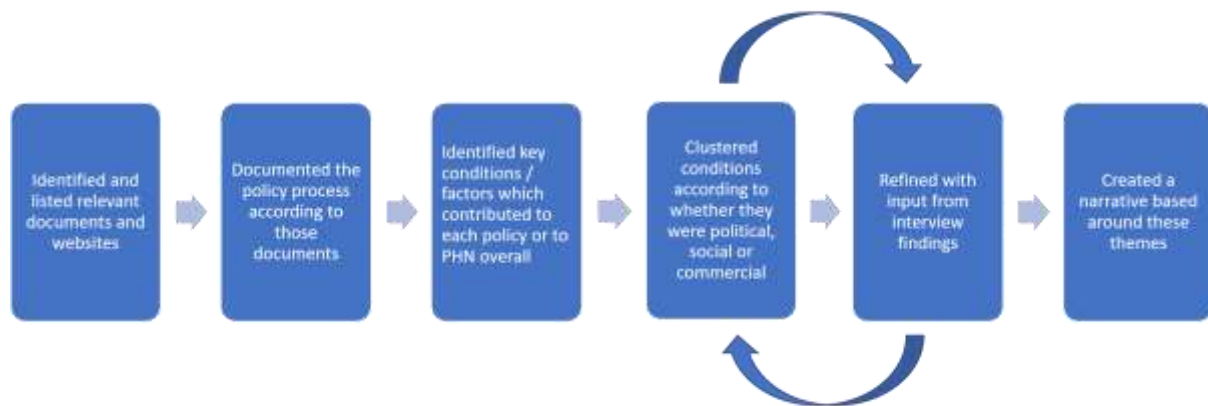 Identified and
listed relevant
documents and
websites
Documented the
policy process
according to
those
documents
Identified key
conditions /
factors which
contributed to
each policy or to
PHN overall
Clustered
conditions
according to
whether they
were political,
social or
commercial
Refined with
input from
interview
findings
Created a
narrative based
around these
themes